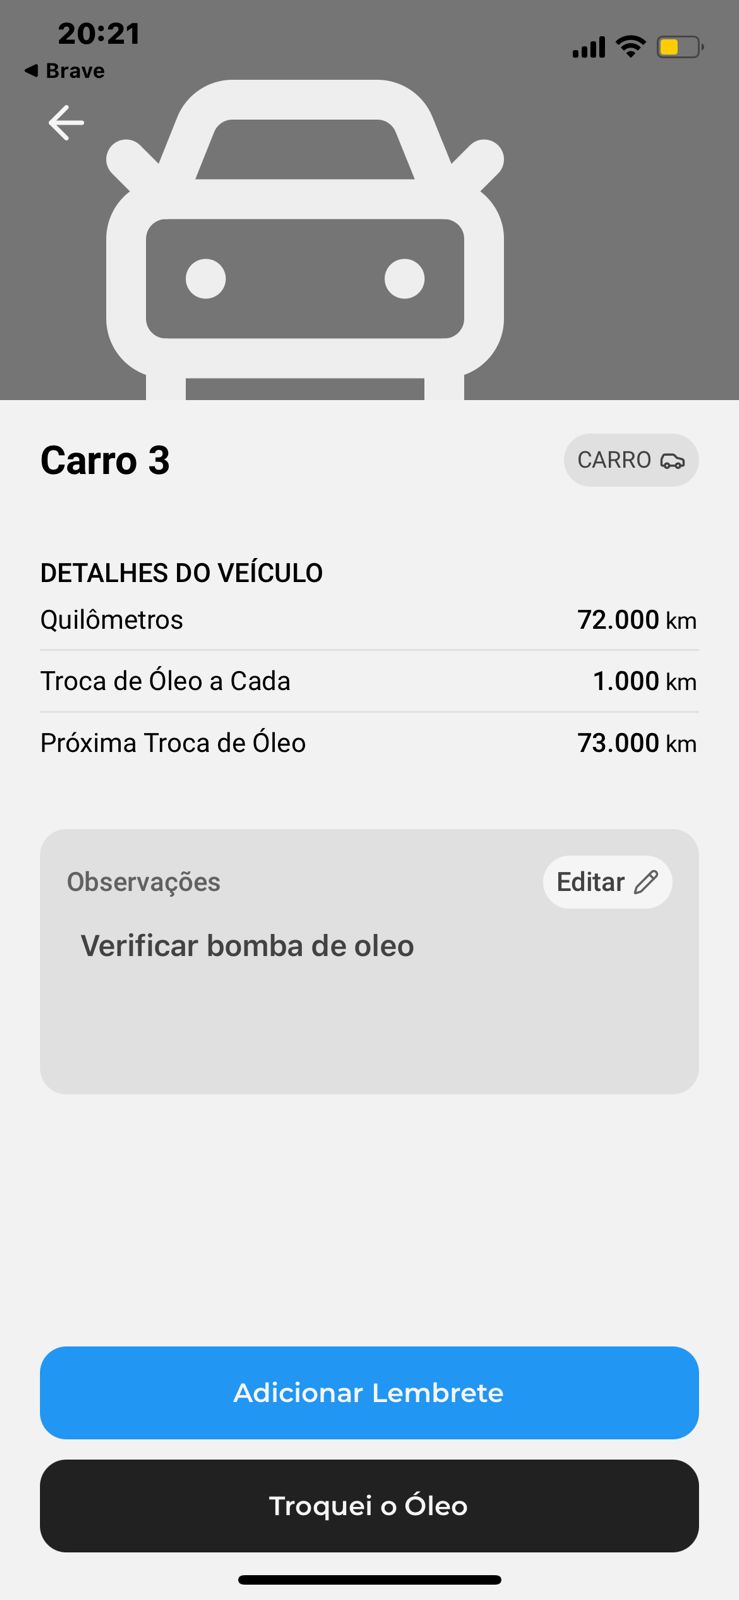 20:21
Brave
Carro 3
CARRO
DETALHES DO VEÍCULO
Quilômetros 72.000 km
Troca de Óleo a Cada 1.000 km
Próxima Troca de Óleo 73.000 km
Observações Editar
Verificar bomba de oleo
Adicionar Lembrete
Troquei o Óleo